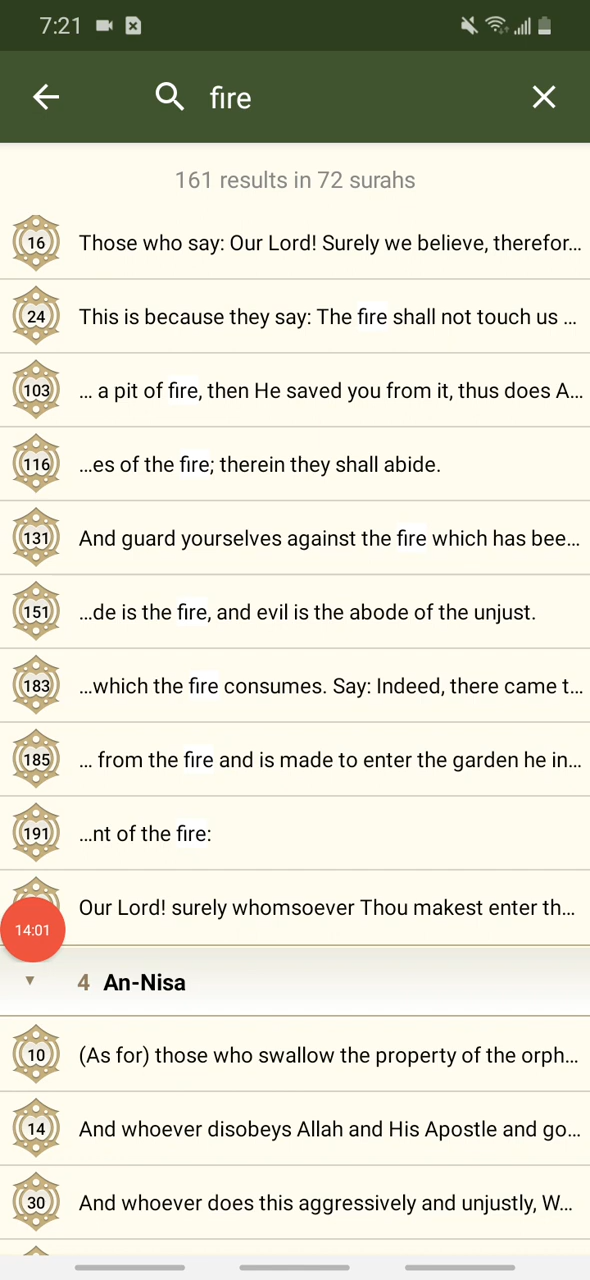 7:21
fire
161 results in 72 surahs
16 Those who say: Our Lord! Surely we believe, therefor...
24 This is because they say: The fire shall not touch us ...
103 ... a pit of fire, then He saved you from it, thus does A...
116 ...es of the fire; therein they shall abide.
131 And guard yourselves against the fire which has bee...
151 ...de is the fire, and evil is the abode of the unjust.
183 ...which the fire consumes. Say: Indeed, there came t...
185 ... from the fire and is made to enter the garden he in...
191 ...nt of the fire:
Our Lord! surely whomsoever Thou makest enter th...
14:01
4 An-Nisa
10 (As for) those who swallow the property of the orph...
14 And whoever disobeys Allah and His Apostle and go...
30 And whoever does this aggressively and unjustly, W...